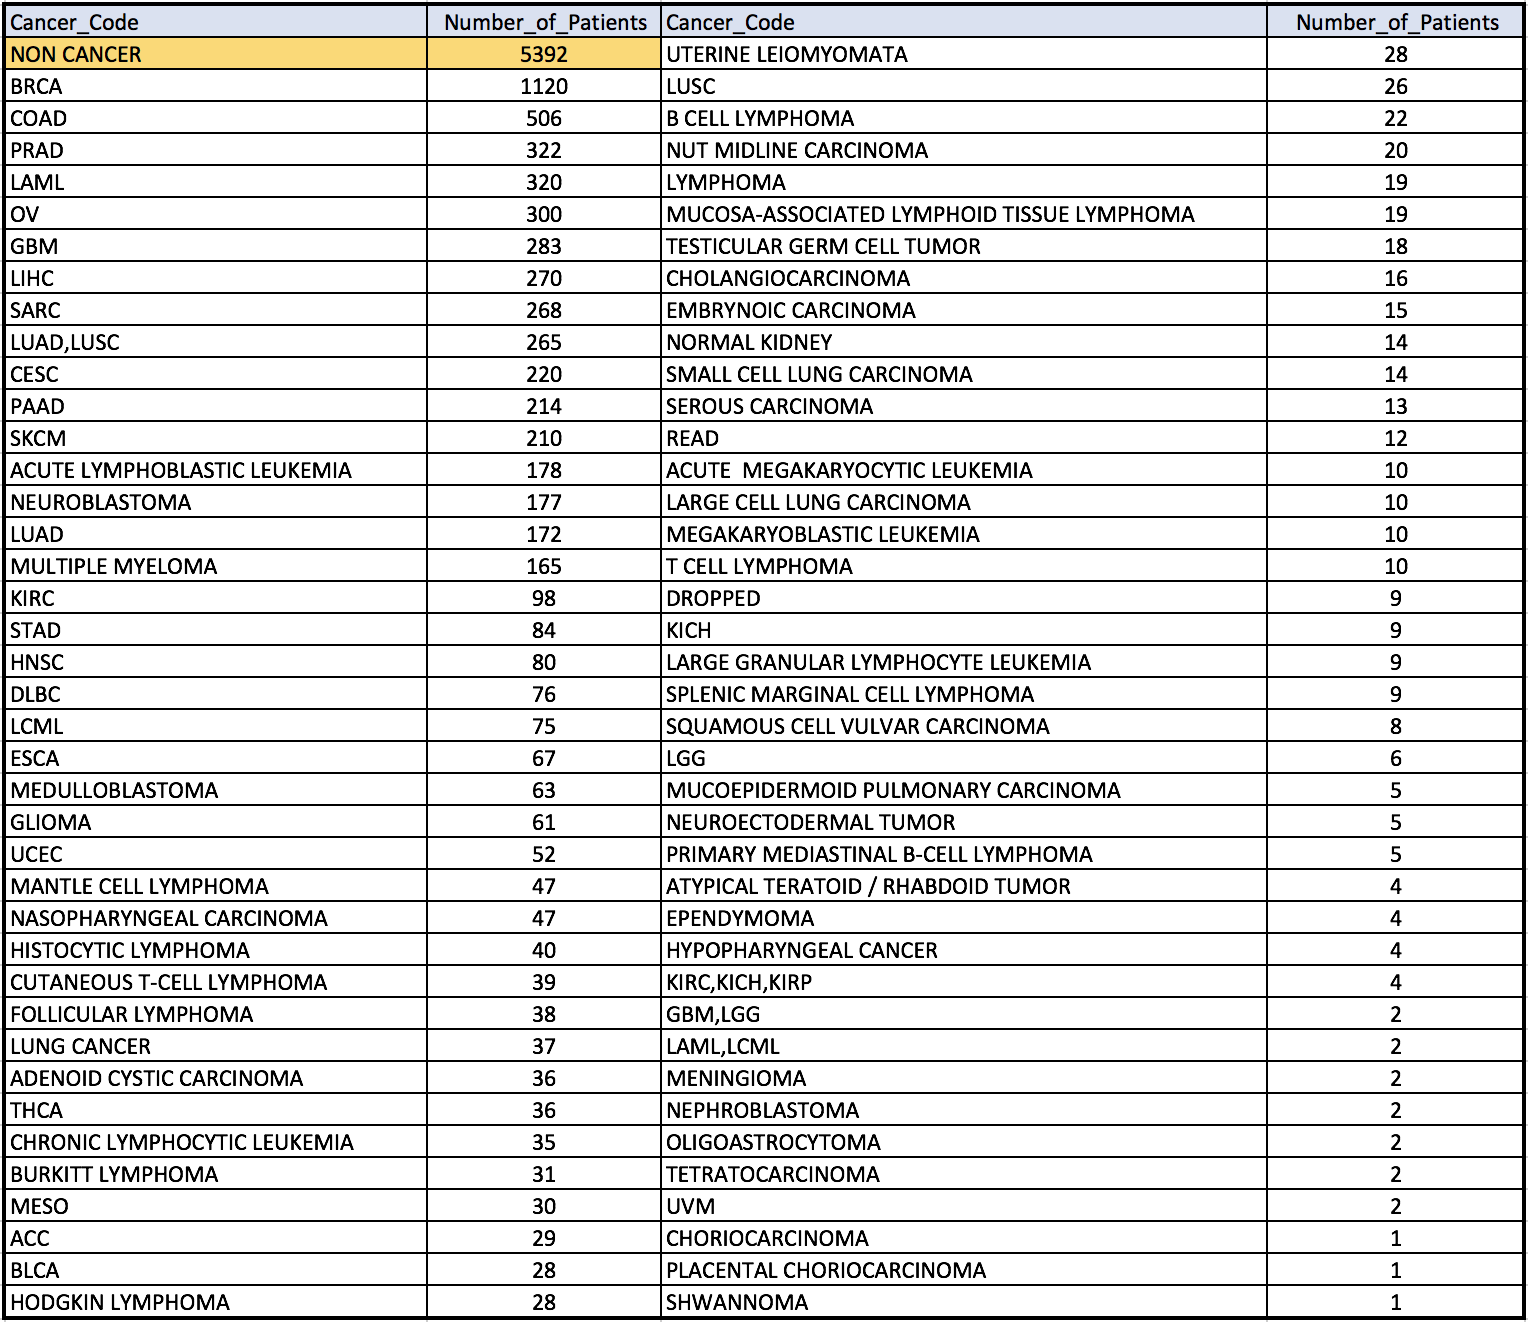 Cancer_Code Number_of_Patients Cancer_Code Number_of_Patients
NON CANCER 5392 UTERINE LEIOMYOMATA 28
BRCA 1120 LUSC 26
COAD 506 B CELL LYMPHOMA 22
PRAD 322 NUT MIDLINE CARCINOMA 20
LAML 320 LYMPHOMA 19
OV 300 MUCOSA-ASSOCIATED LYMPHOID TISSUE LYMPHOMA 19
GBM 283 TESTICULAR GERM CELL TUMOR 18
LIHC 270 CHOLANGIOCARCINOMA 16
SARC 268 EMBRYNOIC CARCINOMA 15
LUAD,LUSC 265 NORMAL KIDNEY 14
CESC 220 SMALL CELL LUNG CARCINOMA 14
PAAD 214 SEROUS CARCINOMA 13
SKCM 210 READ 12
ACUTE LYMPHOBLASTIC LEUKEMIA 178 ACUTE  MEGAKARYOCYTIC LEUKEMIA 10
NEUROBLASTOMA 177 LARGE CELL LUNG CARCINOMA 10
LUAD 172 MEGAKARYOBLASTIC LEUKEMIA 10
MULTIPLE MYELOMA 165 T CELL LYMPHOMA 10
KIRC 98 DROPPED 9
STAD 84 KICH 9
HNSC 80 LARGE GRANULAR LYMPHOCYTE LEUKEMIA 9
DLBC 76 SPLENIC MARGINAL CELL LYMPHOMA 9
LCML 75 SQUAMOUS CELL VULVAR CARCINOMA 8
ESCA 67 LGG 6
MEDULLOBLASTOMA 63 MUCOEPIDERMOID PULMONARY CARCINOMA 5
GLIOMA 61 NEUROECTODERMAL TUMOR 5
UCEC 52 PRIMARY MEDIASTINAL B-CELL LYMPHOMA 5
MANTLE CELL LYMPHOMA 47 ATYPICAL TERATOID / RHABDOID TUMOR 4
NASOPHARYNGEAL CARCINOMA 47 EPENDYMOMA 4
HISTOCYTIC LYMPHOMA 40 HYPOPHARYNGEAL CANCER 4
CUTANEOUS T-CELL LYMPHOMA 39 KIRC,KICH,KIRP 4
FOLLICULAR LYMPHOMA 38 GBM,LGG 2
LUNG CANCER 37 LAML,LCML 2
ADENOID CYSTIC CARCINOMA 36 MENINGIOMA 2
THCA 36 NEPHROBLASTOMA 2
CHRONIC LYMPHOCYTIC LEUKEMIA 35 OLIGOASTROCYTOMA 2
BURKITT LYMPHOMA 31 TETRATOCARCINOMA 2
MESO 30 UVM 2
ACC 29 CHORIOCARCINOMA 1
BLCA 28 PLACENTAL CHORIOCARCINOMA 1
HODGKIN LYMPHOMA 28 SHWANNOMA 1